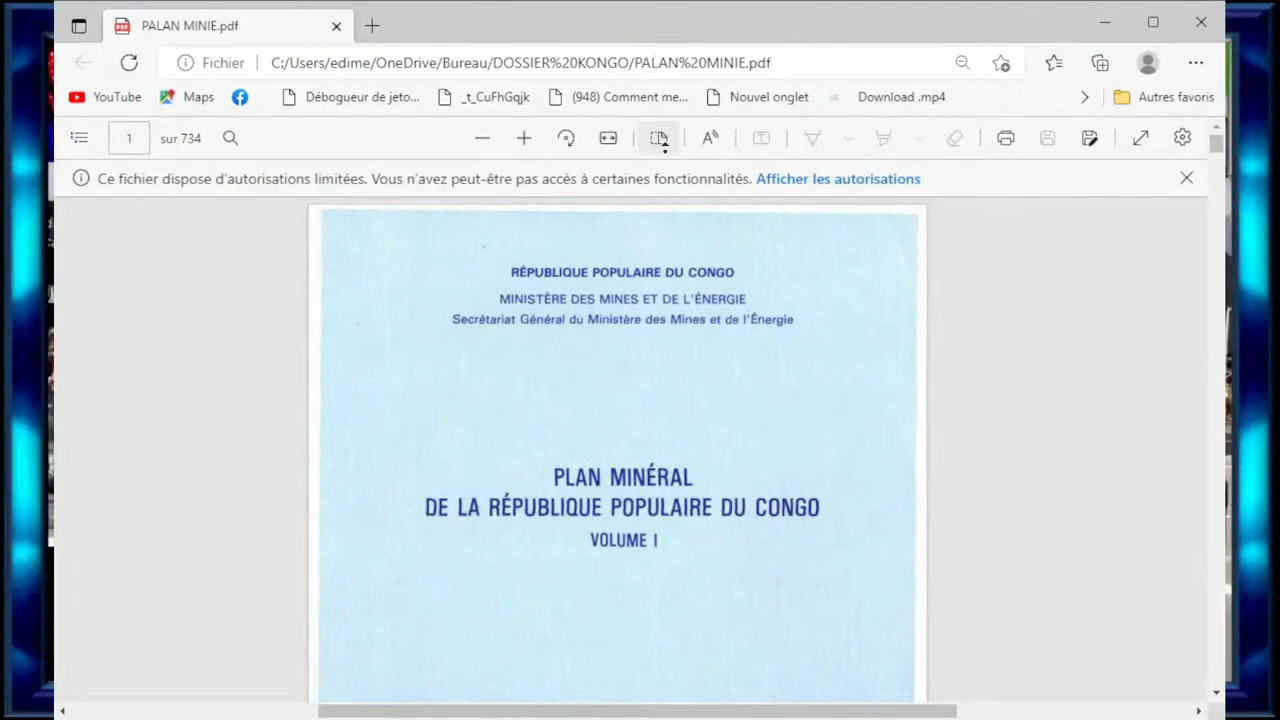 PALAN MINIE.pdf
Fichier
C:/Users/edime/OneDrive/Bureau/DOSSIER%20KONGO/PALAN%20MINIE.pdf
YouTube
Maps
Débogueur de jeto...
_t_CuFhGqjk
(948) Comment me...
Nouvel onglet
Download .mp4
Autres favoris
1 sur 734
Ce fichier dispose d'autorisations limitées. Vous n'avez peut-être pas accès à certaines fonctionnalités. Afficher les autorisations
RÉPUBLIQUE POPULAIRE DU CONGO
MINISTÈRE DES MINES ET DE L'ÉNERGIE
Secrétariat Général du Ministère des Mines et de l'Énergie
PLAN MINÉRAL
DE LA RÉPUBLIQUE POPULAIRE DU CONGO
VOLUME I